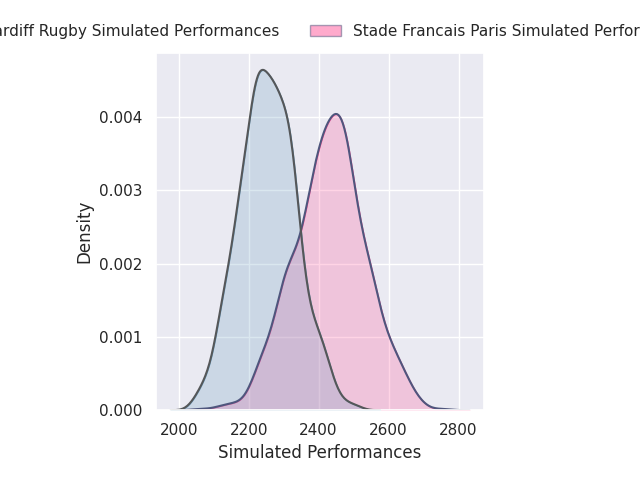 rdiff Rugby Simulated Performances
Stade Francais Paris Simulated Perfor
0.004
0.003
0.002
0.001
0.000
Density
2000 2200 2400 2600 2800
Simulated Performances